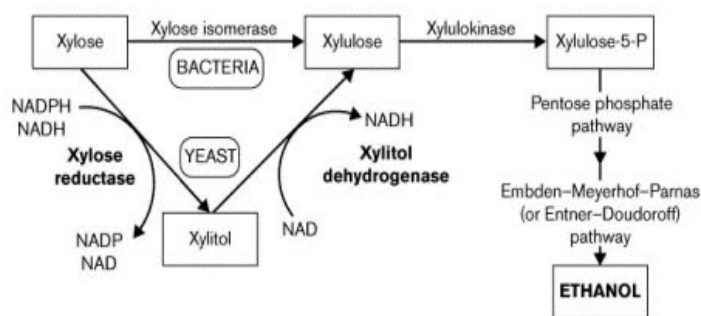 Xylose
Xylose isomerase
Xylulose
Xylulokinase
Xylulose-5-P
BACTERIA
NADPH
NADH
Xylose
reductase
YEAST
NADH
Xylitol
dehydrogenase
Pentose phosphate
pathway
NADP
NAD
Xylitol
NAD
Embden–Meyerhof–Parnas
(or Entner–Doudoroff)
pathway
ETHANOL